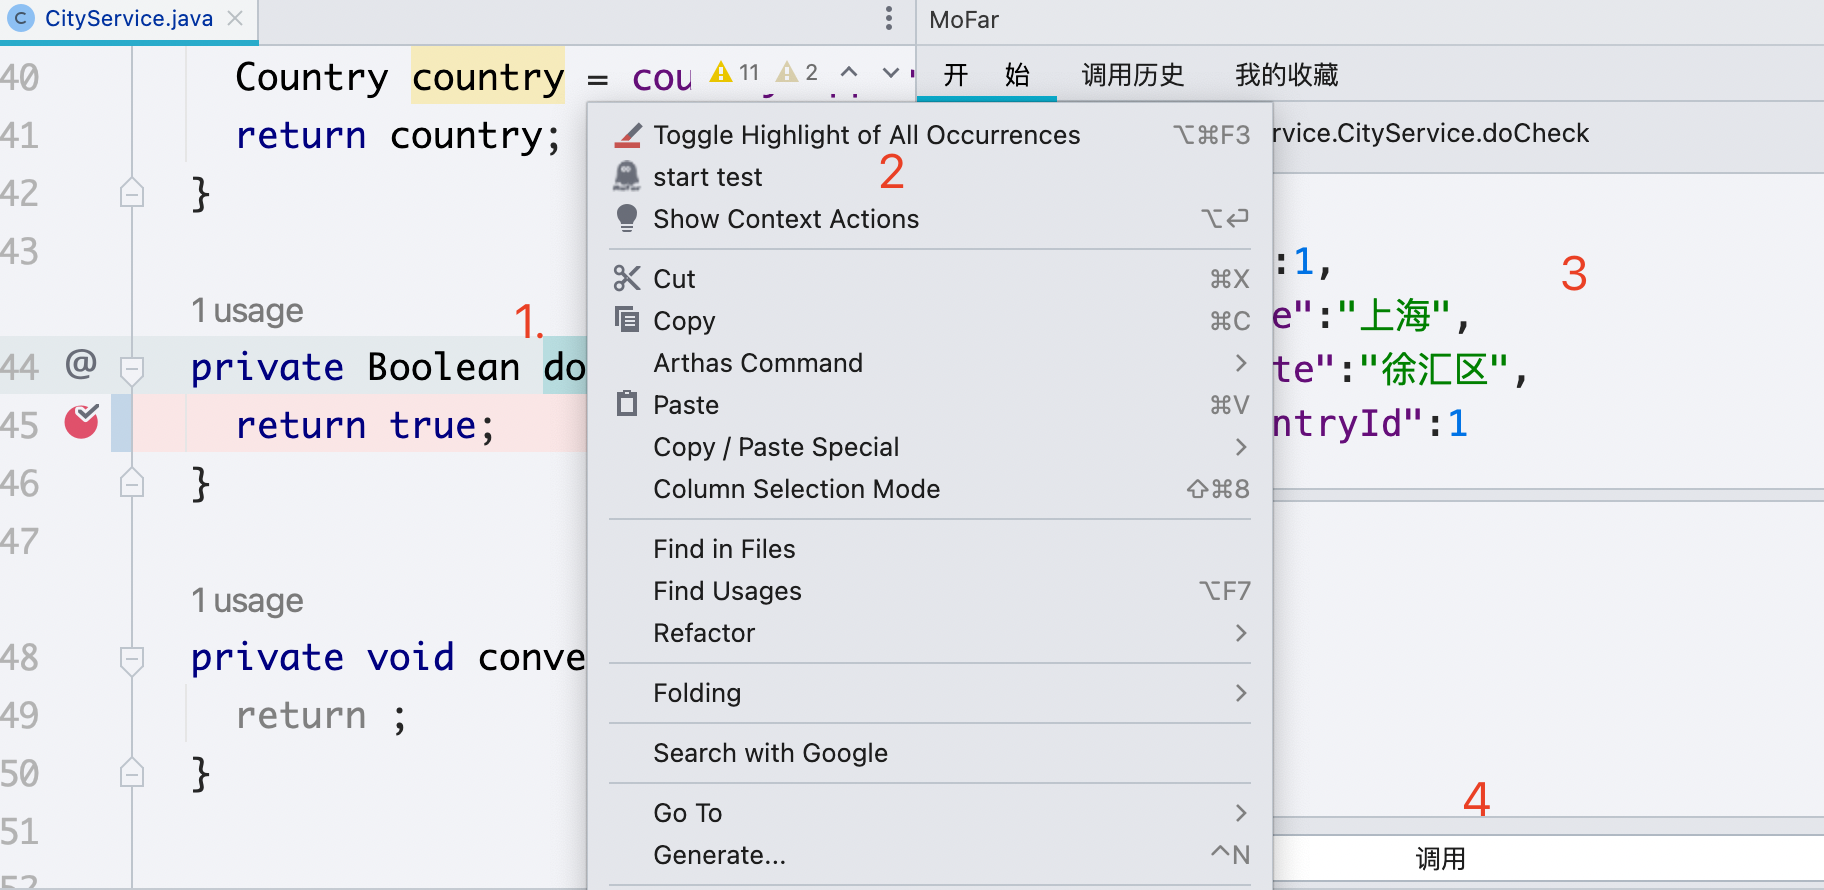 CityService.java
MoFar
40 Country country = cou
11 2
开 始 调用历史 我的收藏
41 return country;
42 }
43
1 usage
1.
44 @ private Boolean do
45 return true;
46 }
47
1 usage
48 private void conve
49 return ;
50 }
51
52
Toggle Highlight of All Occurrences ⌥⌘F3
2
start test
Show Context Actions ⌥⏎
Cut ⌘X
Copy ⌘C
Arthas Command
Paste ⌘V
Copy / Paste Special
Column Selection Mode ⇧⌘8
Find in Files
Find Usages ⌥F7
Refactor
Folding
Search with Google
Go To
Generate... ^N
rvice.CityService.doCheck
:1,
3
e":"上海",
te":"徐汇区",
ntryId":1
4
调用